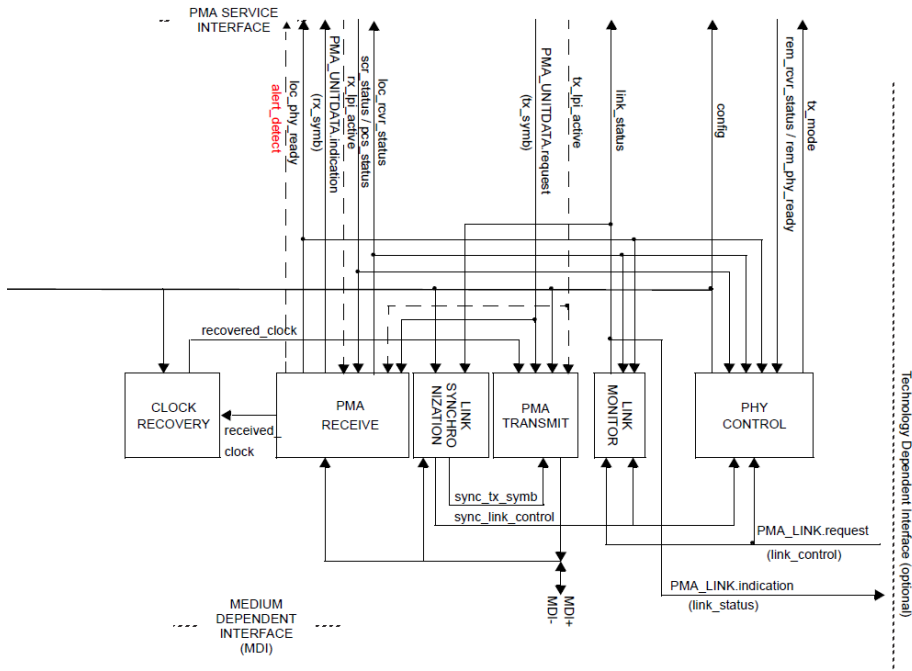 PMA SERVICE
INTERFACE
alert_detect
loc_phy_ready
(rx_symb)
PMA_UNITDATA.indication
rx_lpi_active
scr_status / pcs_status
loc_rcvr_status
(tx_symb)
PMA_UNITDATA.request
tx_lpi_active
link_status
config
rem_rcvr_status / rem_phy_ready
tx_mode
recovered_clock
CLOCK
RECOVERY
received_
clock
PMA
RECEIVE
LINK
SYNCHRO
NIZATION
PMA
TRANSMIT
LINK
MONITOR
PHY
CONTROL
sync_tx_symb
sync_link_control
PMA_LINK.request
(link_control)
PMA_LINK.indication
(link_status)
MDI+
MDI-
MEDIUM
DEPENDENT
INTERFACE
(MDI)
Technology Dependent Interface (optional)